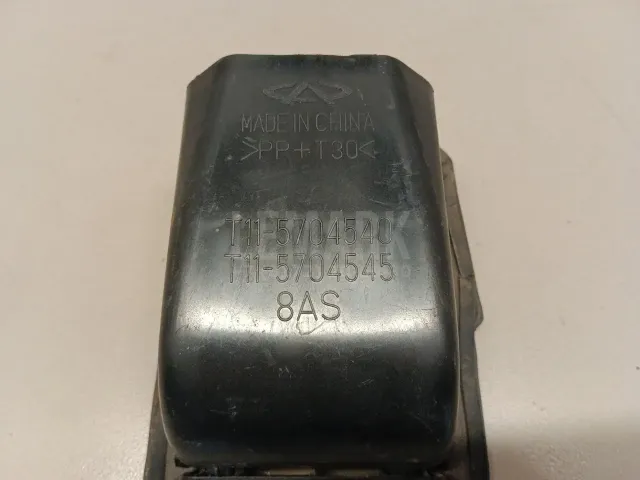 MADE IN CHINA
>PP+T30<
T11-5704540
T11-5704545
8AS